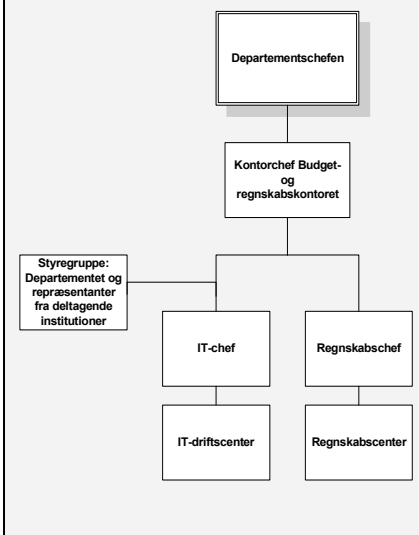 Departementschefen
Kontorchef Budget-
og
regnskabskontoret
Styregruppe:
Departementet og
repræsentanter
fra deltagende
institutioner
IT-chef
Regnskabschef
IT-driftscenter
Regnskabscenter